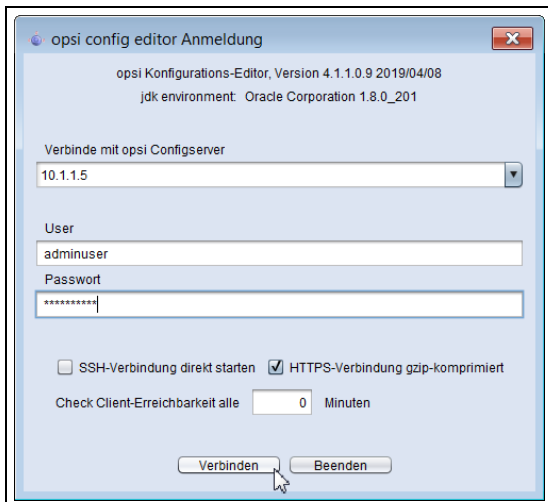 opsi config editor Anmeldung
opsi Konfigurations-Editor, Version 4.1.1.0.9 2019/04/08
jdk environment: Oracle Corporation 1.8.0_201
Verbinde mit opsi Configserver
10.1.1.5
User
adminuser
Passwort
**********
SSH-Verbindung direkt starten HTTPS-Verbindung gzip-komprimiert
Check Client-Erreichbarkeit alle 0 Minuten
Verbinden Beenden